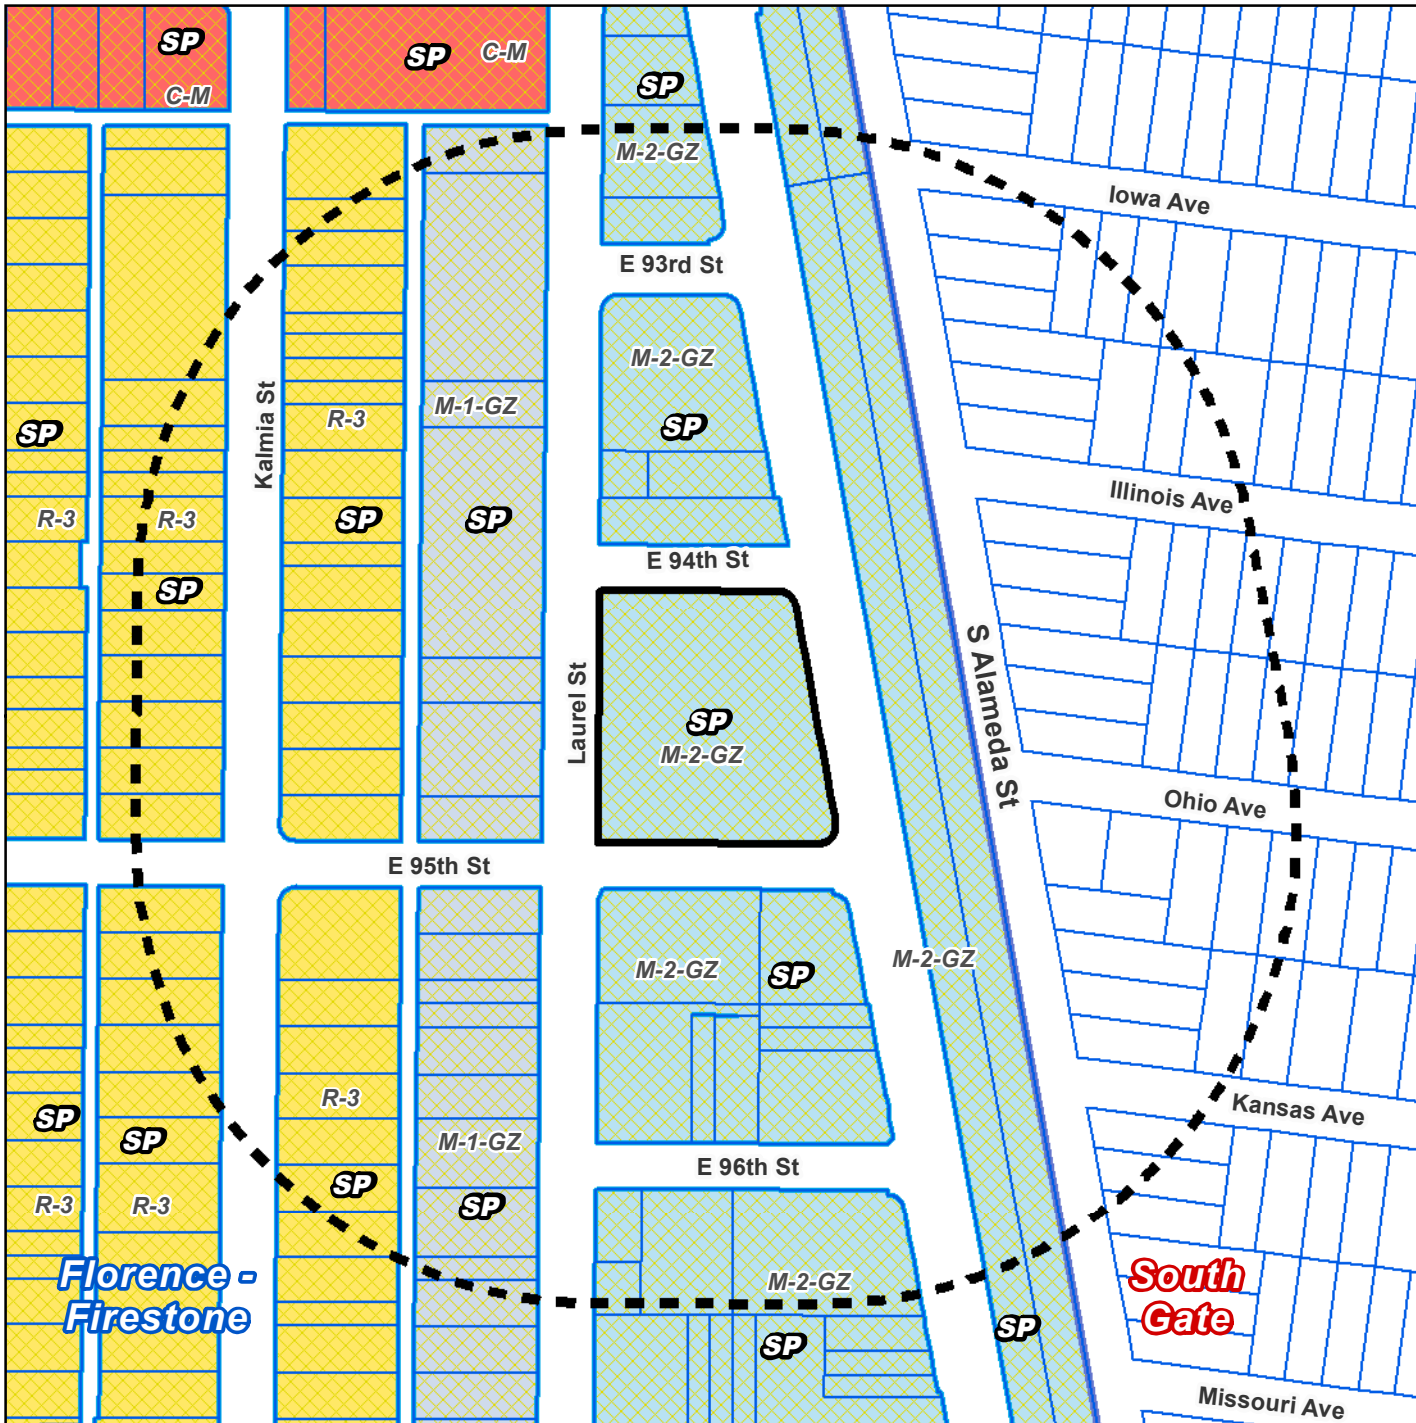 SP
C-M
SP
C-M
SP
M-2-GZ
Iowa Ave
E 93rd St
M-2-GZ
SP
Kalmia St
R-3
M-1-GZ
SP
R-3
R-3
SP
SP
SP
Illinois Ave
E 94th St
SP
Laurel St
SP
M-2-GZ
S Alameda St
Ohio Ave
E 95th St
M-2-GZ
SP
M-2-GZ
R-3
SP
SP
M-1-GZ
Kansas Ave
E 96th St
SP
SP
R-3
R-3
Florence -
Firestone
M-2-GZ
SP
SP
South
Gate
Missouri Ave